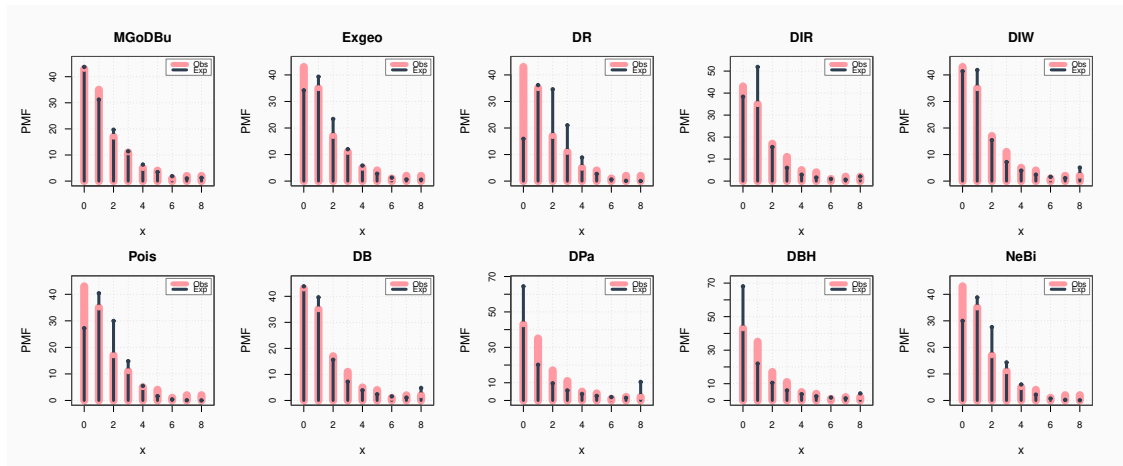 MGoDBu Exgeo DR DIR DIW
PMF 0 10 20 30 40 Obs Exp 0 2 4 6 8 x
PMF 0 10 20 30 40 Obs Exp 0 2 4 6 8 x
PMF 0 10 20 30 40 Obs Exp 0 2 4 6 8 x
PMF 0 10 20 30 40 50 Obs Exp 0 2 4 6 8 x
PMF 0 10 20 30 40 Obs Exp 0 2 4 6 8 x
Pois DB DPa DBH NeBi
PMF 0 10 20 30 40 Obs Exp 0 2 4 6 8 x
PMF 0 10 20 30 40 Obs Exp 0 2 4 6 8 x
PMF 0 10 30 50 70 Obs Exp 0 2 4 6 8 x
PMF 0 10 30 50 70 Obs Exp 0 2 4 6 8 x
PMF 0 10 20 30 40 Obs Exp 0 2 4 6 8 x